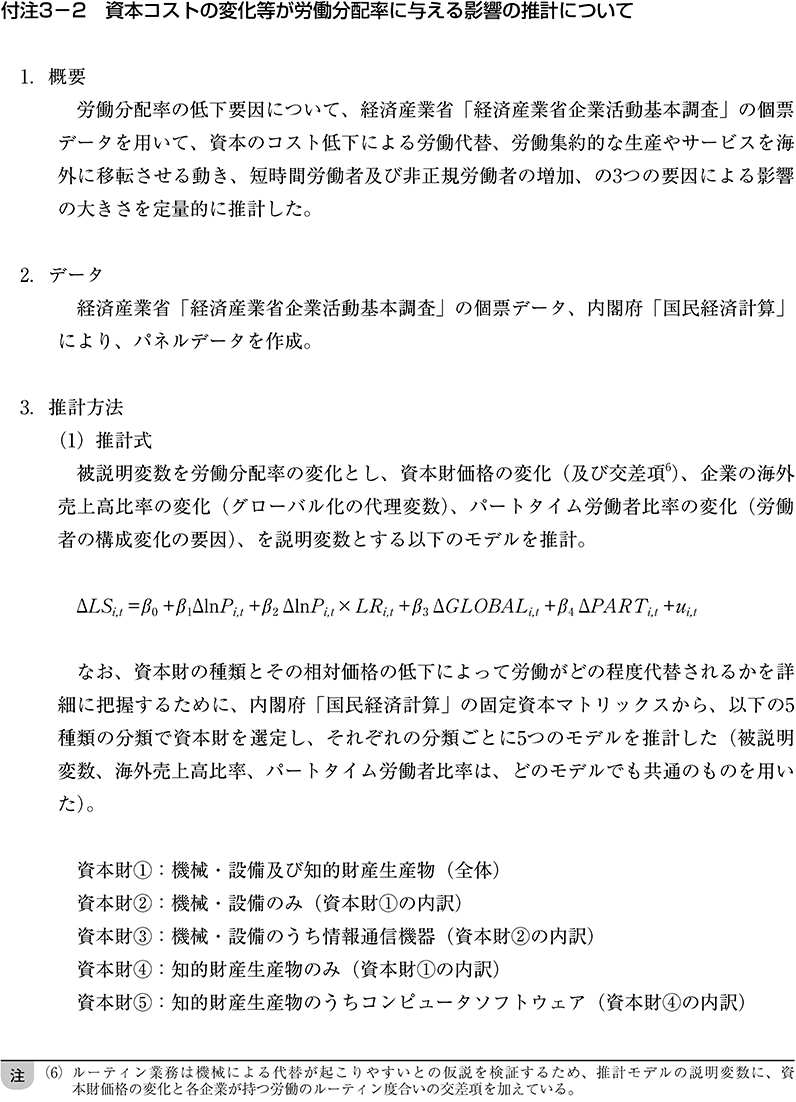 付注3－2　資本コストの変化等が労働分配率に与える影響の推計について
1. 概要
労働分配率の低下要因について、経済産業省「経済産業省企業活動基本調査」の個票
データを用いて、資本のコスト低下による労働代替、労働集約的な生産やサービスを海
外に移転させる動き、短時間労働者及び非正規労働者の増加、の3つの要因による影響
の大きさを定量的に推計した。
2. データ
経済産業省「経済産業省企業活動基本調査」の個票データ、内閣府「国民経済計算」
により、パネルデータを作成。
3. 推計方法
（1）推計式
被説明変数を労働分配率の変化とし、資本財価格の変化（及び交差項⁶）、企業の海外
売上高比率の変化（グローバル化の代理変数）、パートタイム労働者比率の変化（労働
者の構成変化の要因）、を説明変数とする以下のモデルを推計。
ΔLS_{i,t} = β₀ + β₁ΔlnP_{i,t} + β₂ ΔlnP_{i,t} × LR_{i,t} + β₃ ΔGLOBAL_{i,t} + β₄ ΔPART_{i,t} + u_{i,t}
なお、資本財の種類とその相対価格の低下によって労働がどの程度代替されるかを詳
細に把握するために、内閣府「国民経済計算」の固定資本マトリックスから、以下の5
種類の分類で資本財を選定し、それぞれの分類ごとに5つのモデルを推計した（被説明
変数、海外売上高比率、パートタイム労働者比率は、どのモデルでも共通のものを用い
た）。
資本財①：機械・設備及び知的財産生産物（全体）
資本財②：機械・設備のみ（資本財①の内訳）
資本財③：機械・設備のうち情報通信機器（資本財②の内訳）
資本財④：知的財産生産物のみ（資本財①の内訳）
資本財⑤：知的財産生産物のうちコンピュータソフトウェア（資本財④の内訳）
注 （6）ルーティン業務は機械による代替が起こりやすいとの仮説を検証するため、推計モデルの説明変数に、資
本財価格の変化と各企業が持つ労働のルーティン度合いの交差項を加えている。